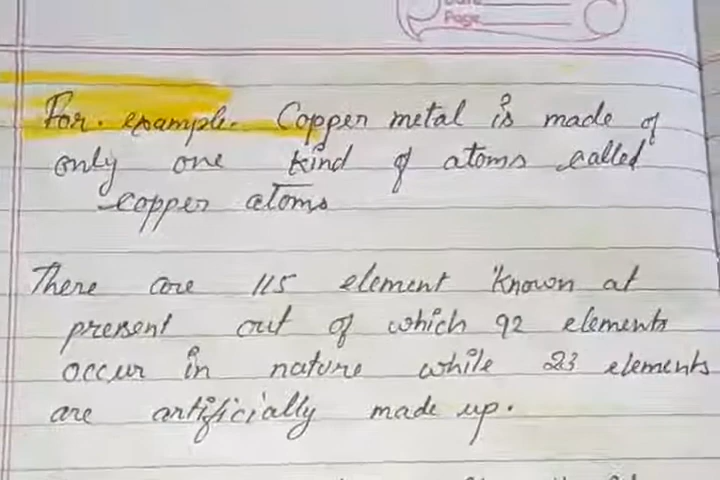 Page
For. example. Copper metal is made of
only one kind of atoms called
copper atoms
There are 115 element known at
present out of which 92 elements
occur in nature while 23 elements
are artificially made up.